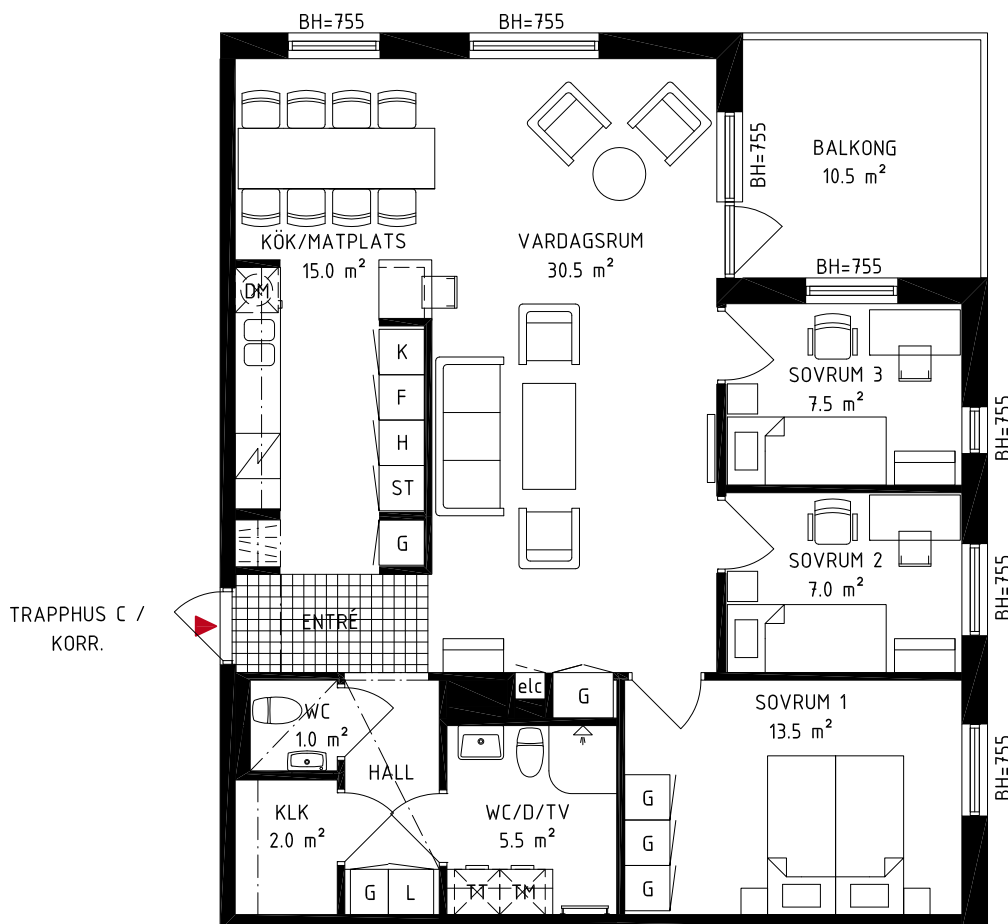 BH=755
BH=755
BH=755
BALKONG
10.5 m²
KÖK/MATPLATS
15.0 m²
VARDAGSRUM
30.5 m²
BH=755
DM
K
F
H
ST
G
SOVRUM 3
7.5 m²
BH=755
SOVRUM 2
7.0 m²
BH=755
TRAPPHUS C /
KORR.
ENTRÉ
elc
G
WC
1.0 m²
SOVRUM 1
13.5 m²
BH=755
HALL
KLK
2.0 m²
WC/D/TV
5.5 m²
G
G
G
G
L
TT
TM